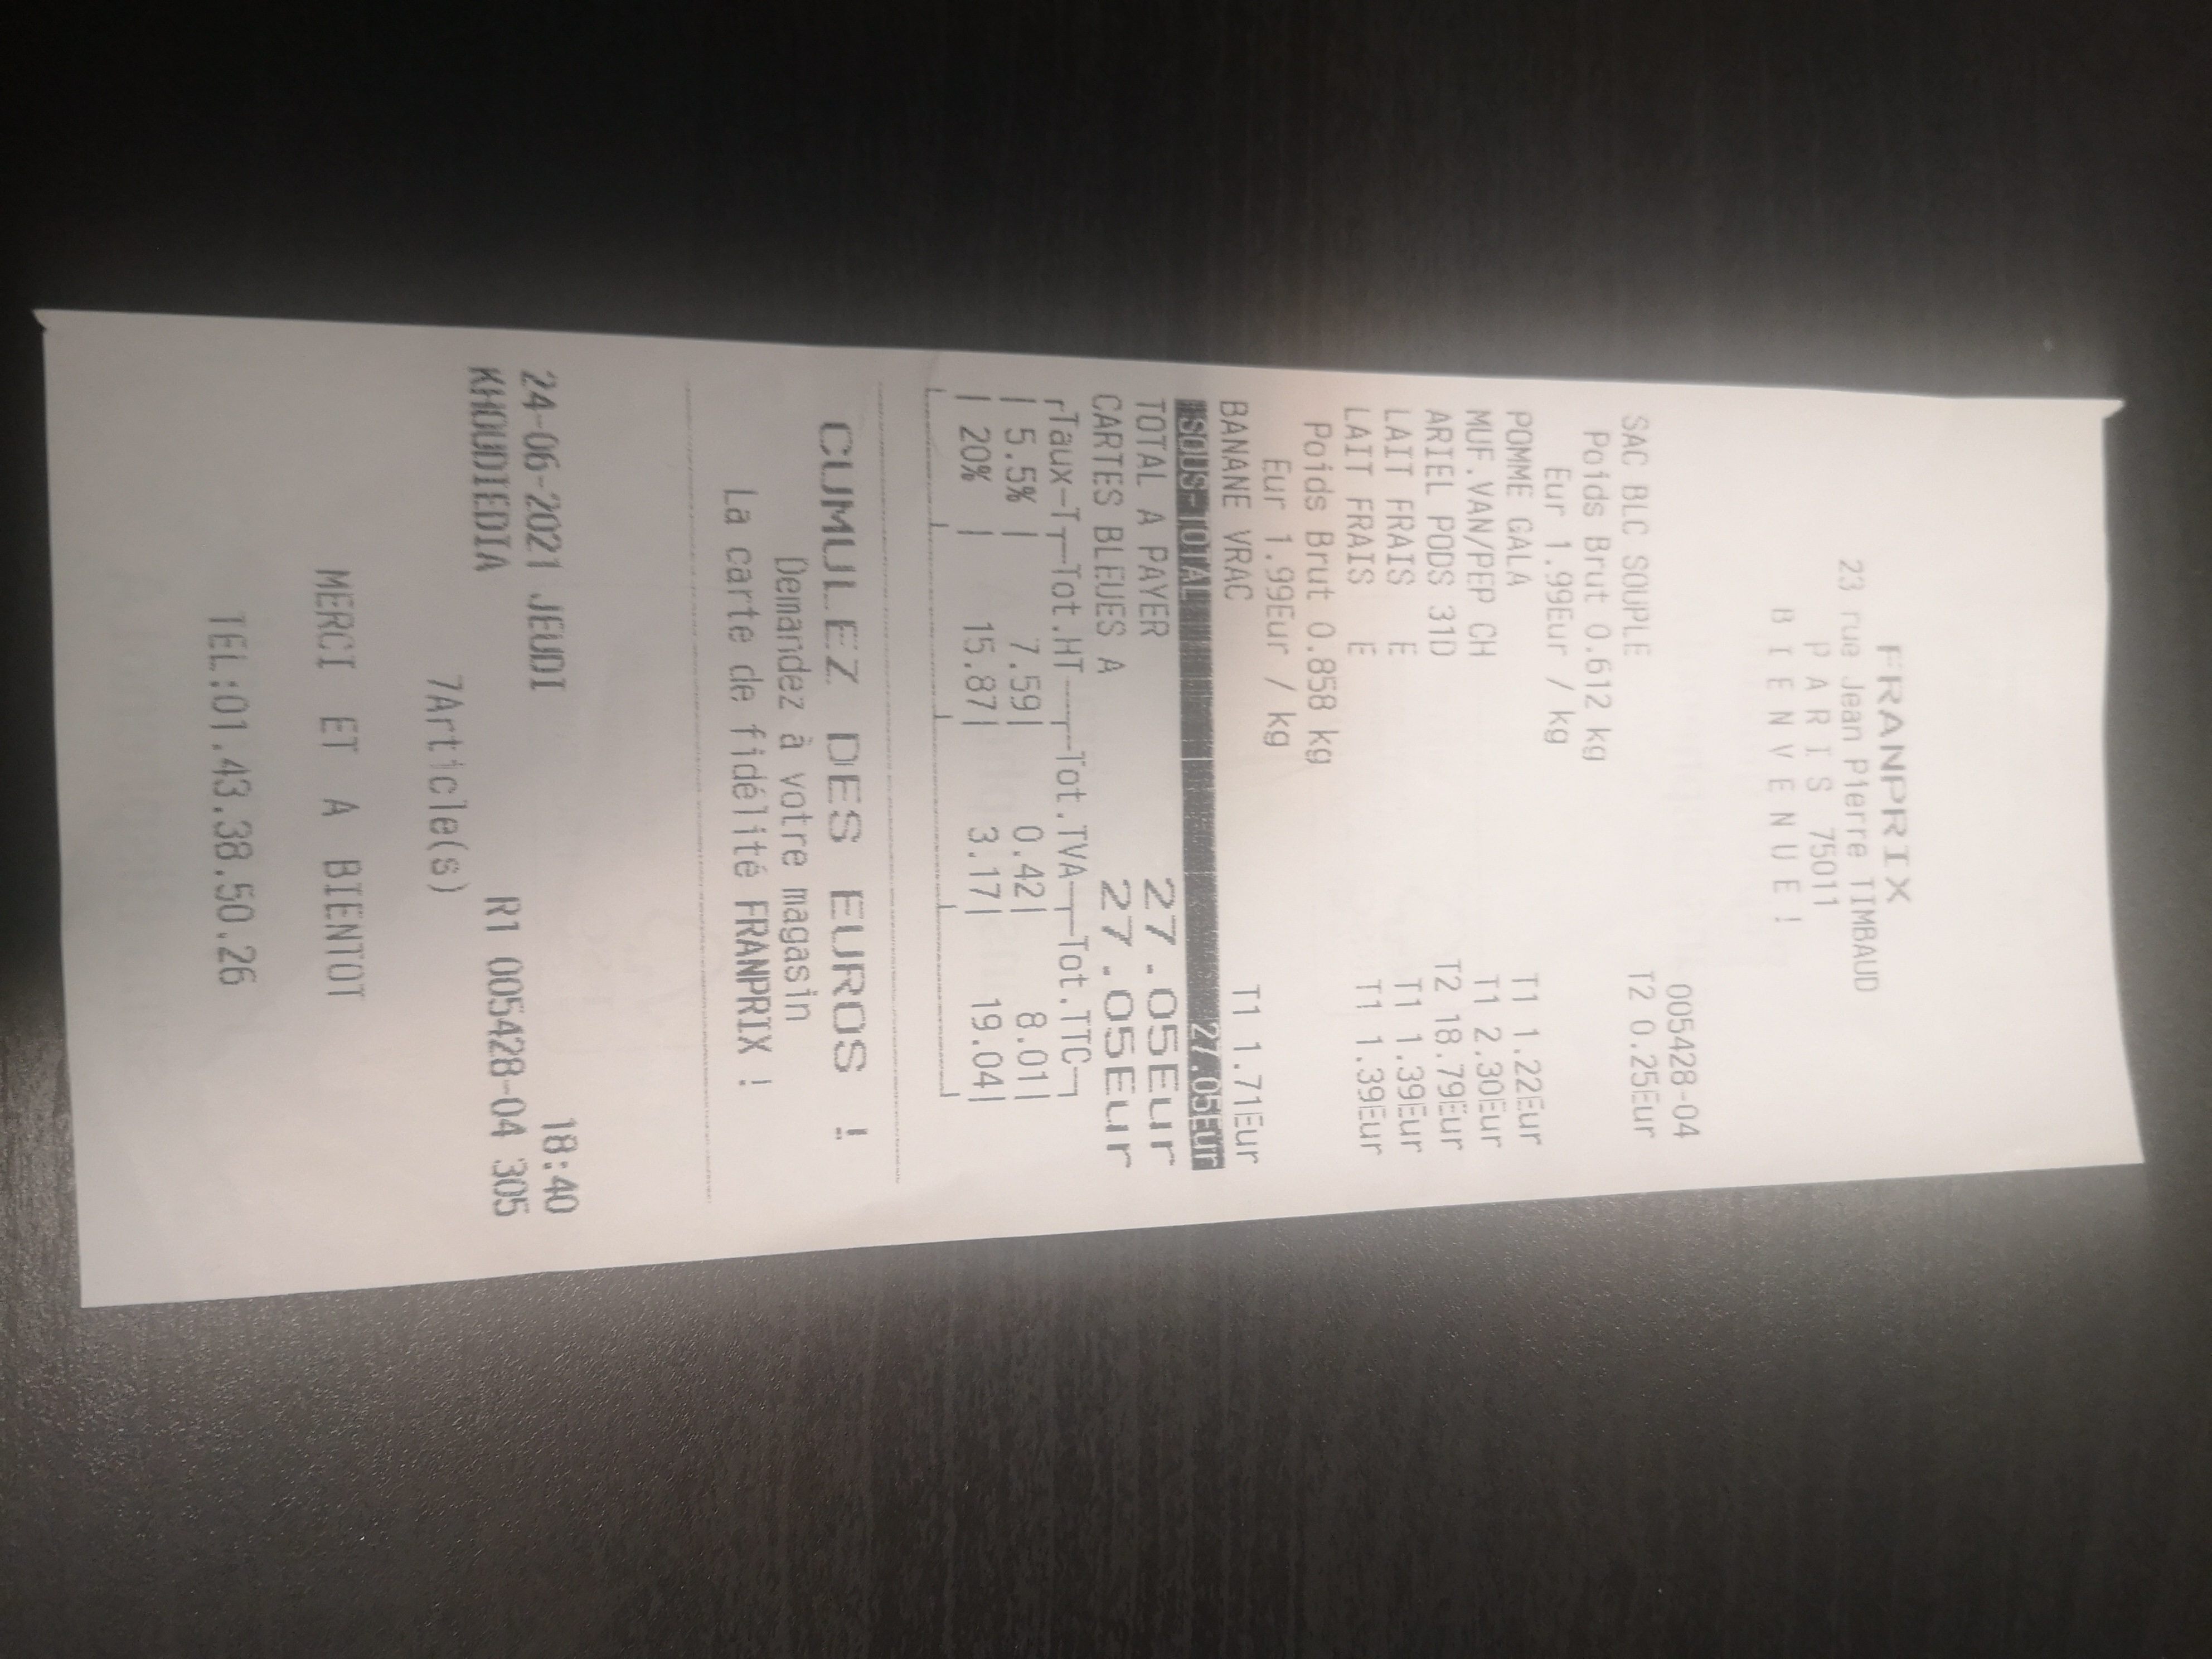 FRANPRIX
23 rue Jean Pierre TIMBAUD
PARIS 75011
BIENVENUE!
005428-04
SAC BLC SOUPLE T2 0.25Eur
Poids Brut 0.612 kg
Eur 1.99Eur / kg
POMME GALA T1 1.22Eur
MUF.VAN/PEP CH T1 2.30Eur
ARIEL PODS 31D T2 18.79Eur
LAIT FRAIS E T1 1.39Eur
LAIT FRAIS E T1 1.39Eur
Poids Brut 0.858 kg
Eur 1.99Eur / kg
BANANE VRAC T1 1.71Eur
SOUS-TOTAL 27.05Eur
TOTAL A PAYER 27.05Eur
CARTES BLEUES A 27.05Eur
Taux-T Tot.HT Tot.TVA Tot.TTC
| 5.5% | 7.59| 0.42| 8.01|
| 20% | 15.87| 3.17| 19.04|
CUMULEZ DES EUROS !
Demandez à votre magasin
La carte de fidélité FRANPRIX !
24-06-2021 JEUDI 18:40
KHOUDIEDIA R1 005428-04 305
7Article(s)
MERCI ET A BIENTOT
TEL:01.43.38.50.26